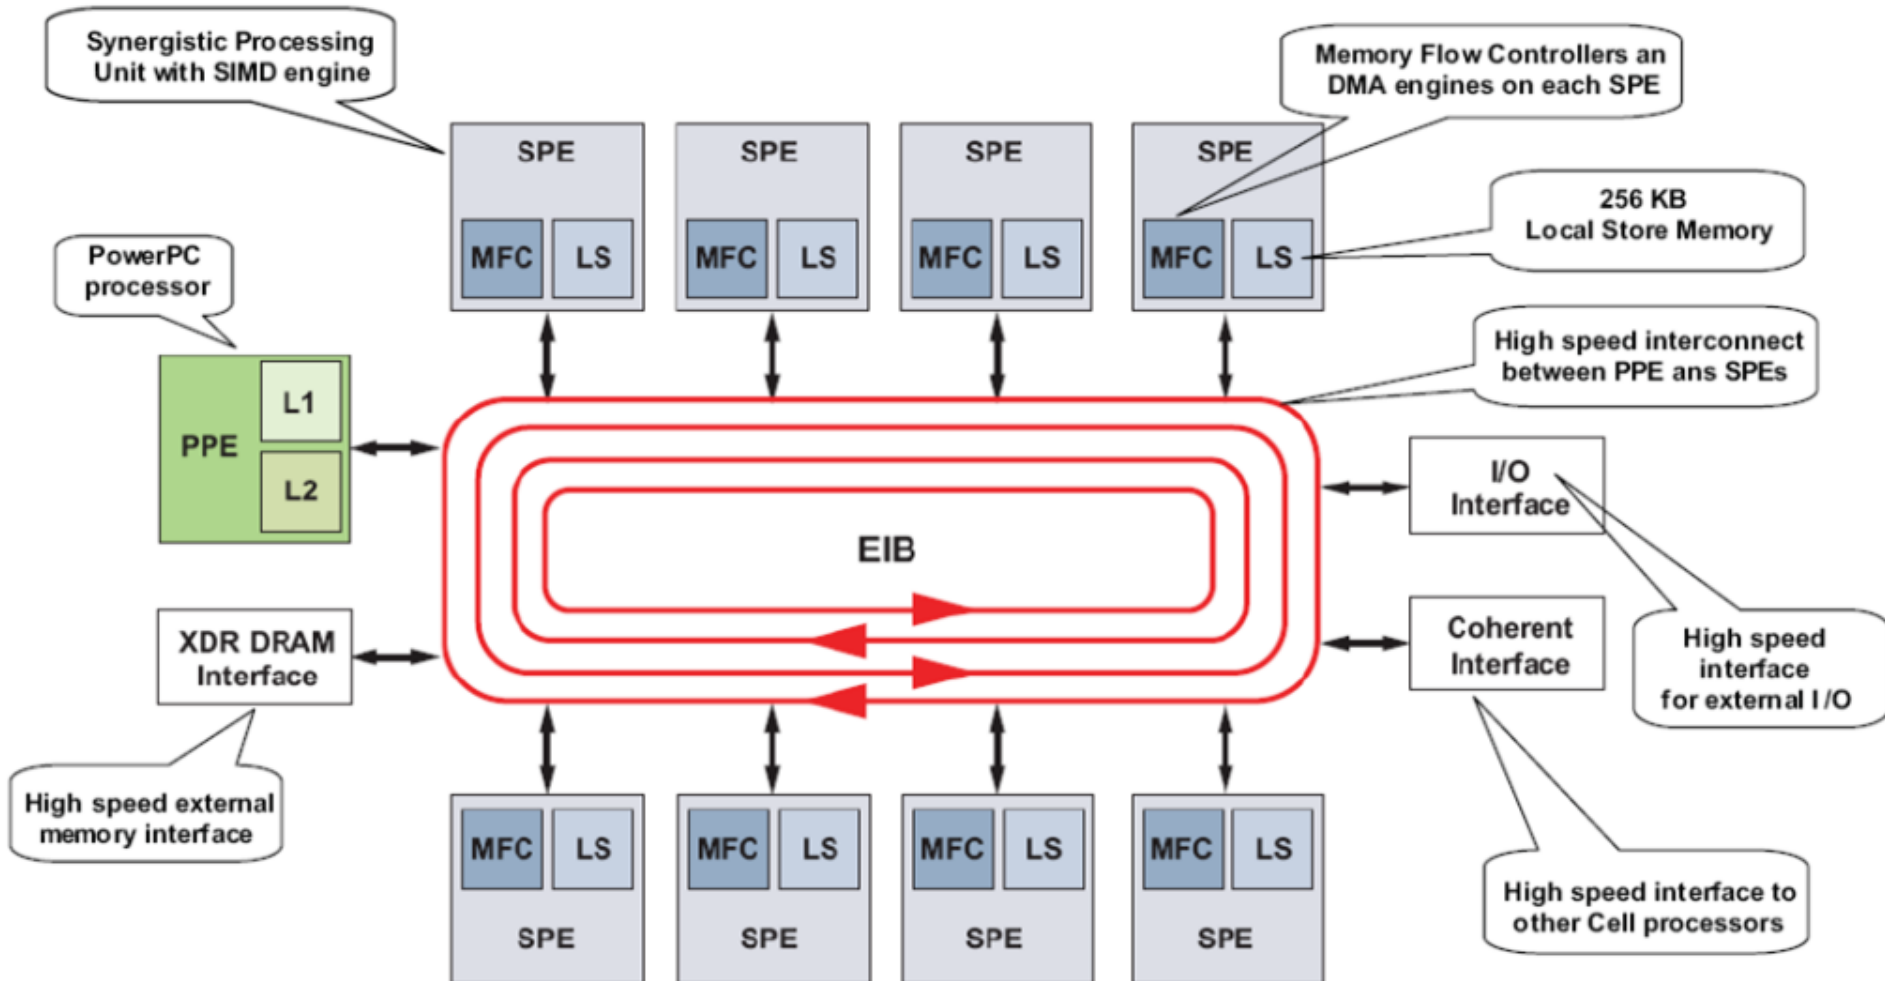 Synergistic Processing
Unit with SIMD engine
Memory Flow Controllers an
DMA engines on each SPE
SPE
SPE
SPE
SPE
256 KB
Local Store Memory
MFC
LS
MFC
LS
MFC
LS
MFC
LS
PowerPC
processor
High speed interconnect
between PPE ans SPEs
L1
PPE
L2
I/O
Interface
EIB
XDR DRAM
Interface
Coherent
Interface
High speed
interface
for external I/O
High speed external
memory interface
MFC
LS
MFC
LS
MFC
LS
MFC
LS
High speed interface to
other Cell processors
SPE
SPE
SPE
SPE